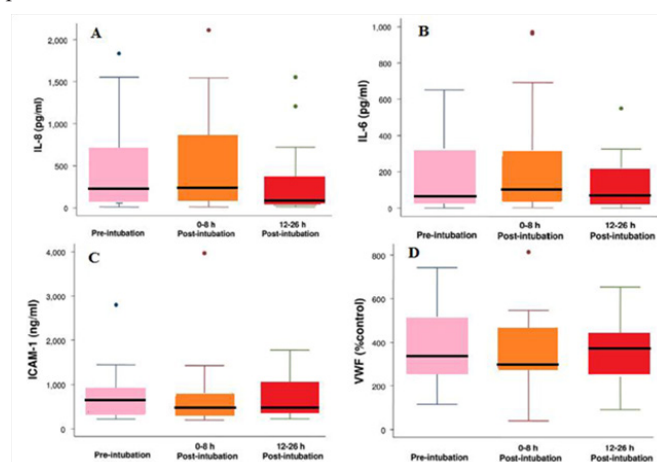 A
IL-8 (pg/ml)
2,000
1,500
1,000
500
0
Pre-intubation
0-8 h
Post-intubation
12-26 h
Post-intubation
B
IL-6 (pg/ml)
1,000
800
600
400
200
0
Pre-intubation
0-8 h
Post-intubation
12-26 h
Post-intubation
C
ICAM-1 (ng/ml)
4,000
3,000
2,000
1,000
0
Pre-intubation
0-8 h
Post-intubation
12-26 h
Post-intubation
D
VWF (%control)
800
600
400
200
0
Pre-intubation
0-8 h
Post-intubation
12-26 h
Post-intubation